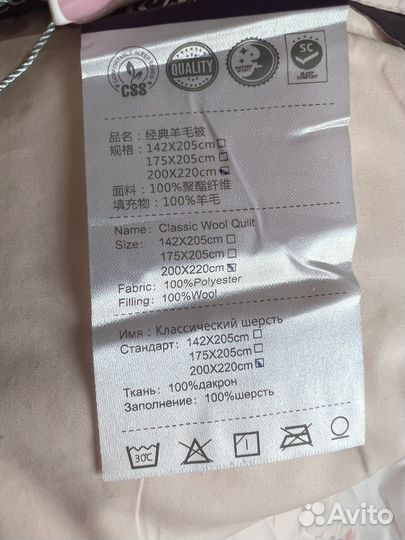 CSS
QUALITY
SC
SLEEP COMFORT
品名：经典羊毛被
规格：142X205cm
175X205cm
200X220cm
面料：100%聚酯纤维
填充物：100%羊毛
Name: Classic Wool Quilt
Size: 142X205cm
175X205cm
200X220cm
Fabric: 100%Polyester
Filling: 100%Wool
Имя : Классический шерсть
Стандарт: 142X205cm
175X205cm
200X220cm
Ткань: 100%дакрон
Заполнение: 100%шерсть
30℃
Avito